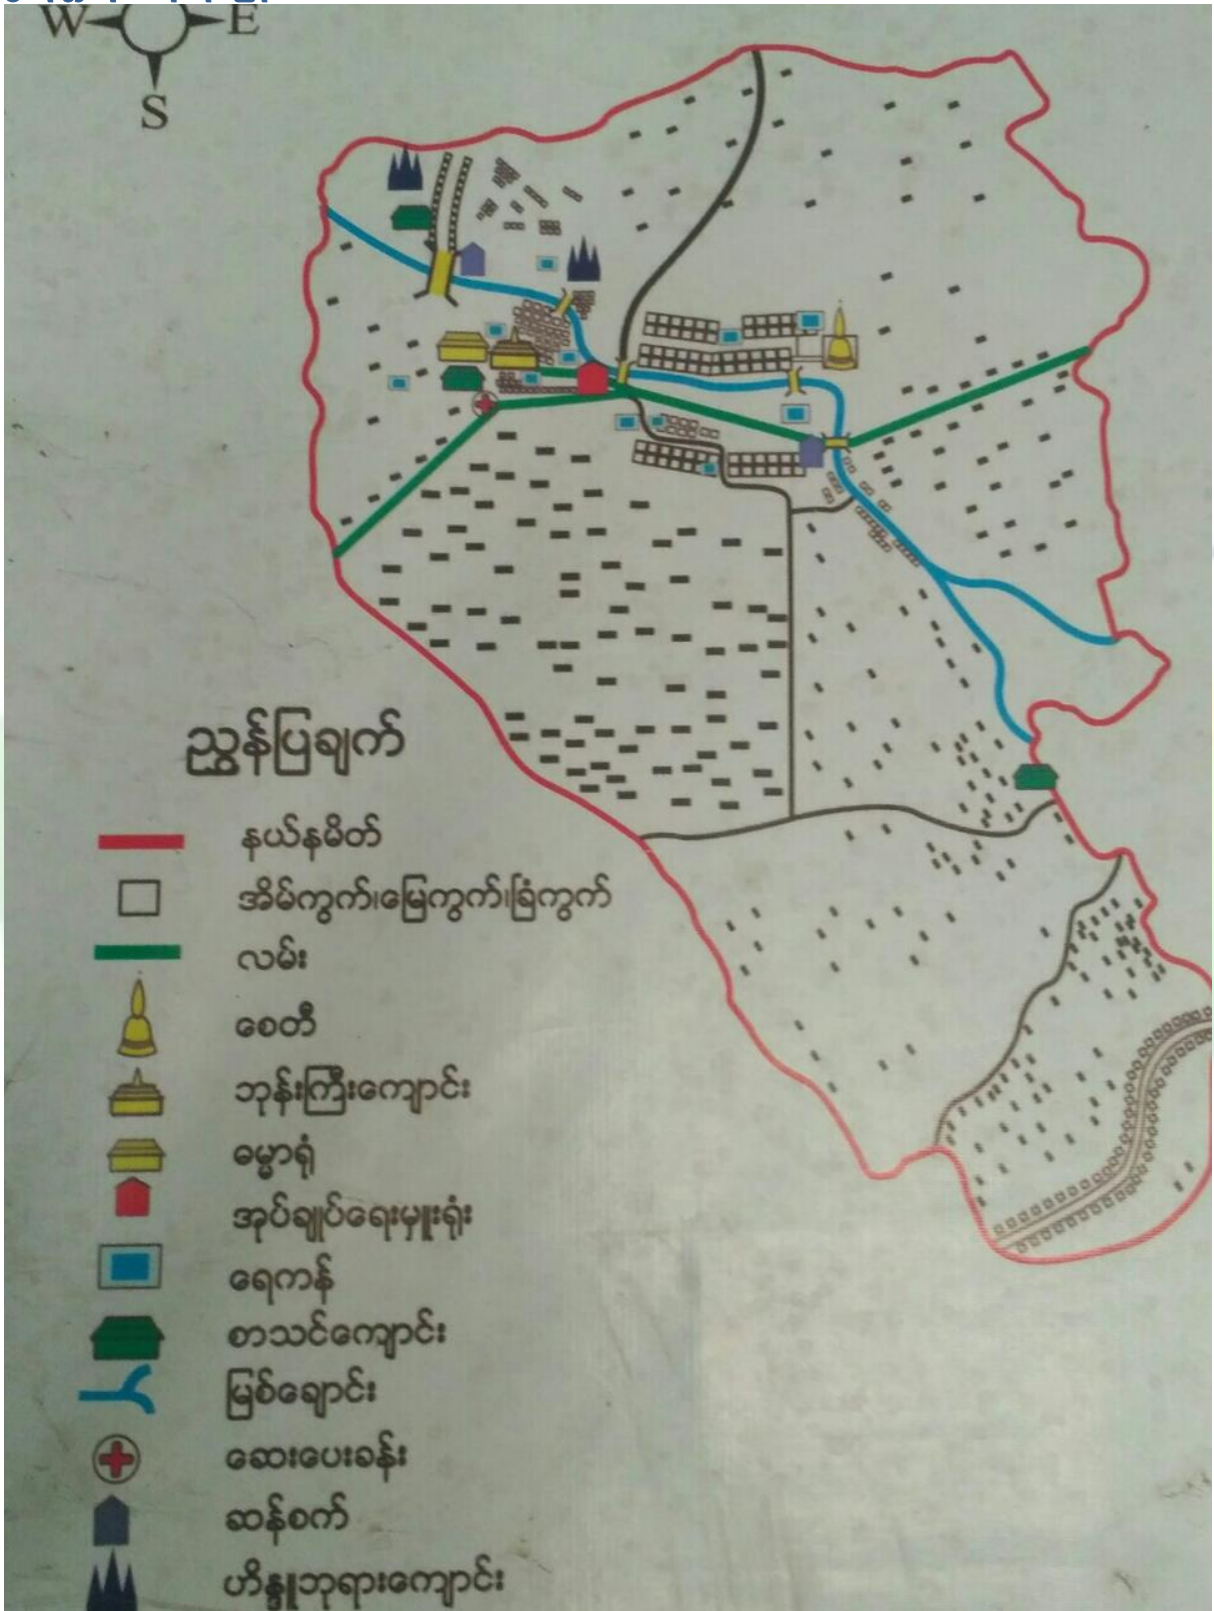 W E
S
ညွှန်ပြချက်
နယ်နမိတ်
အိမ်ကွက်၊မြေကွက်၊ခြံကွက်
လမ်း
စေတီ
ဘုန်းကြီးကျောင်း
ဓမ္မာရုံ
အုပ်ချုပ်ရေးမှူးရုံး
ရေကန်
စာသင်ကျောင်း
မြစ်ချောင်း
ဆေးပေးခန်း
ဆန်စက်
ဟိန္ဒူဘုရားကျောင်း